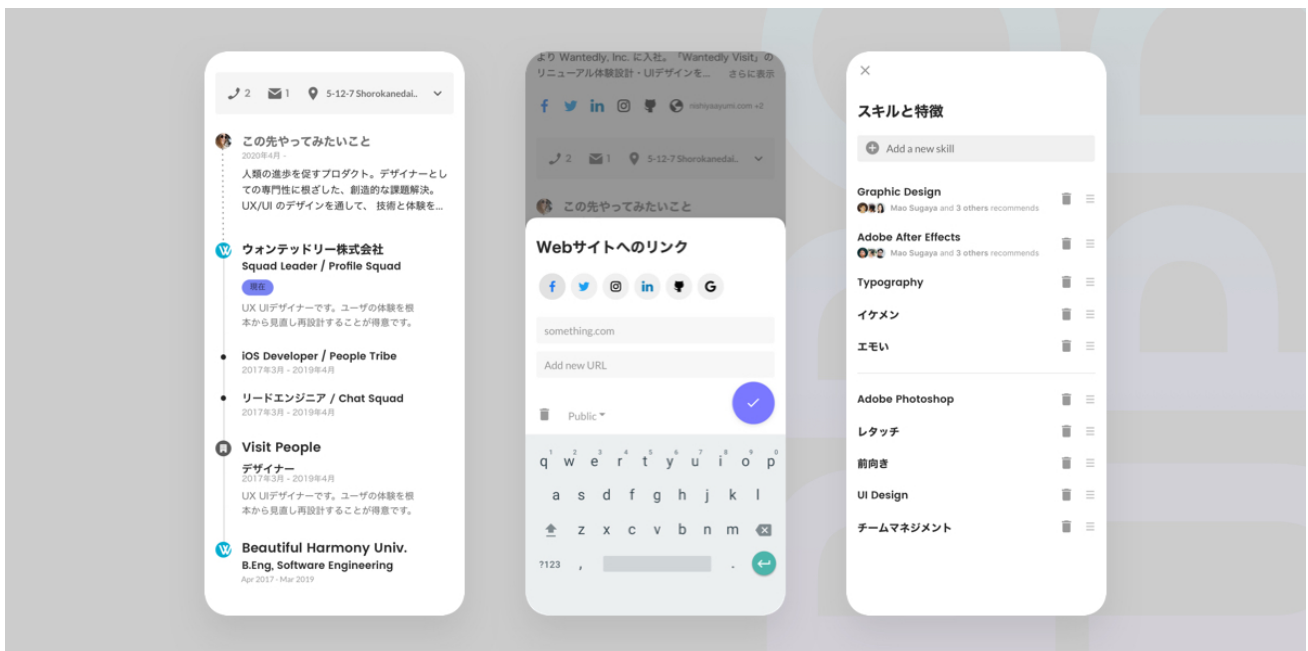 2
1
5-12-7 Shorokanedai..
この先やってみたいこと
2020年4月 -
人類の進歩を促すプロダクト。デザイナーとし
ての専門性に根ざした、創造的な課題解決。
UX/UI のデザインを通して、 技術と体験を...
ウォンテッドリー株式会社
Squad Leader / Profile Squad
現在
UX UIデザイナーです。ユーザの体験を根
本から見直し再設計することが得意です。
iOS Developer / People Tribe
2017年3月 - 2019年4月
リードエンジニア / Chat Squad
2017年3月 - 2019年4月
Visit People
デザイナー
2017年3月 - 2019年4月
UX UIデザイナーです。ユーザの体験を根
本から見直し再設計することが得意です。
Beautiful Harmony Univ.
B.Eng, Software Engineering
Apr 2017 - Mar 2019
より Wantedly, Inc. に入社。「Wantedly Visit」の
リニューアル体験設計・UIデザインを... さらに表示
nishiyaayumi.com +2
2
1
5-12-7 Shorokanedai..
この先やってみたいこと
Webサイトへのリンク
something.com
Add new URL
Public
1 2 3 4 5 6 7 8 9 0
q w e r t y u i o p
a s d f g h j k l
z x c v b n m
?123 , .
スキルと特徴
Add a new skill
Graphic Design
Mao Sugaya and 3 others recommends
Adobe After Effects
Mao Sugaya and 3 others recommends
Typography
イケメン
エモい
Adobe Photoshop
レタッチ
前向き
UI Design
チームマネジメント